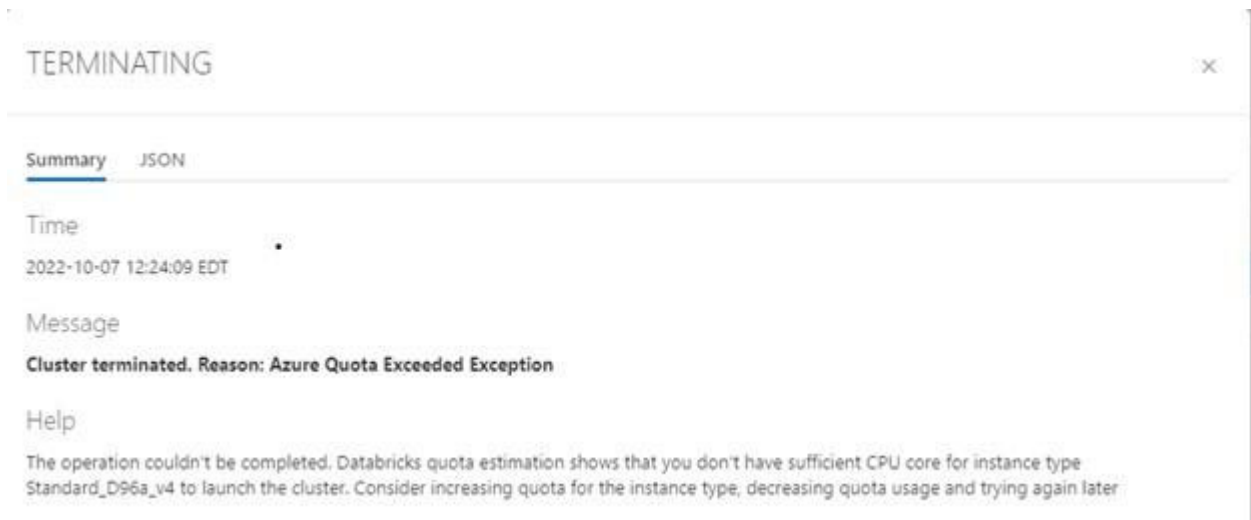 TERMINATING
×
Summary JSON
Time
2022-10-07 12:24:09 EDT
Message
Cluster terminated. Reason: Azure Quota Exceeded Exception
Help
The operation couldn't be completed. Databricks quota estimation shows that you don't have sufficient CPU core for instance type
Standard_D96a_v4 to launch the cluster. Consider increasing quota for the instance type, decreasing quota usage and trying again later